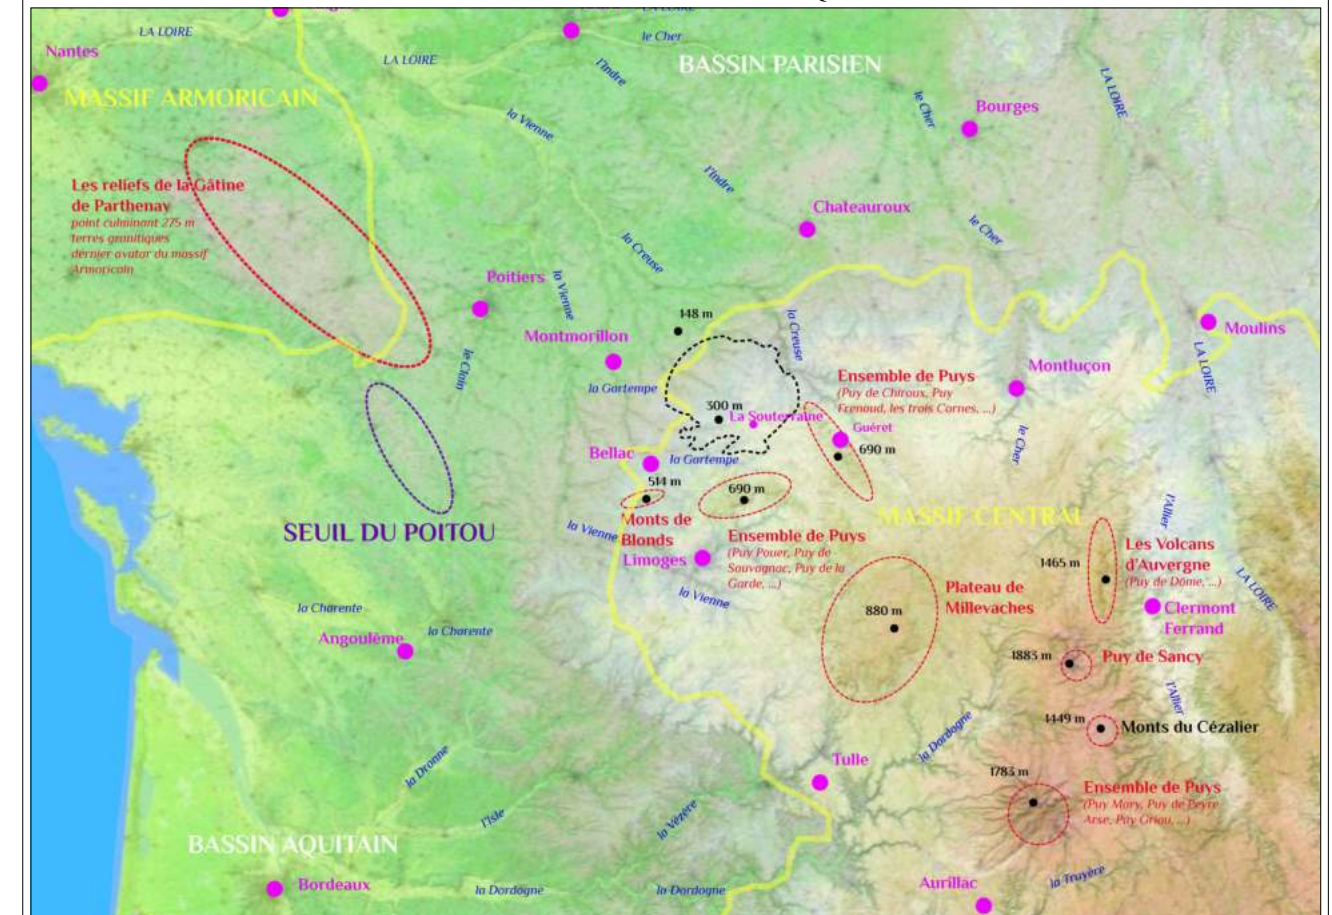 LA LOIRE
LA LOIRE
le Cher
Nantes
LA LOIRE
l'Indre
BASSIN PARISIEN
LA LOIRE
MASSIF ARMORICAIN
le Cher
Bourges
la Vienne
Les reliefs de la Gâtine
de Parthenay
point culminant 275 m
terres granitiques
dernier avatar du massif
Armoricain
l'Indre
Chateauroux
le Cher
la Creuse
Poitiers
la Vienne
148 m
la Creuse
Moulins
Montmorillon
LA LOIRE
le Clain
la Gartempe
Ensemble de Puys
(Puy de Chiroux, Puy
Frenaud, les trois Cornes, ...)
Montluçon
300 m
La Souterraine
Guéret
690 m
le Cher
Bellac
la Gartempe
514 m
690 m
Monts de
Blonds
SEUIL DU POITOU
la Vienne
Limoges
Ensemble de Puys
(Puy Pouer, Puy de
Sauvagnac, Puy de la
Garde, ...)
MASSIF CENTRAL
l'Allier
Les Volcans
d'Auvergne
(Puy de Dôme, ...)
1465 m
LA LOIRE
la Vienne
Plateau de
Millevaches
880 m
Clermont
Ferrand
la Charente
Angoulême
la Charente
1883 m
Puy de Sancy
l'Allier
1449 m
Monts du Cézalier
la Dordogne
la Dronne
Tulle
1783 m
Ensemble de Puys
(Puy Mary, Puy de Peyre
Arse, Puy Griou, ...)
l'Isle
la Vézère
BASSIN AQUITAIN
Bordeaux
la Dordogne
la Dordogne
Aurillac
la Truyère